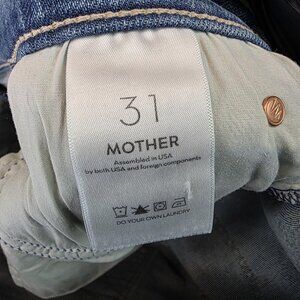 31
MOTHER
Assembled in USA
by both USA and foreign components
DO YOUR OWN LAUNDRY